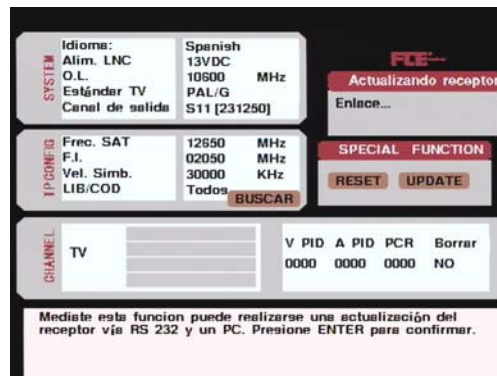 SYSTEM
Idioma: Spanish
Alim. LNC 13VDC
O.L. 10600 MHz
Estándar TV PAL/G
Canal de salida S11 [231250]
FTE
Actualizando receptor
Enlace...
TPCONFIG
Frec. SAT 12650 MHz
F.I. 02050 MHz
Vel. Simb. 30000 KHz
LIB/COD Todos
BUSCAR
SPECIAL FUNCTION
RESET UPDATE
CHANNEL
TV
V PID A PID PCR Borrar
0000 0000 0000 NO
Mediate esta funcion puede realizarse una actualización del
receptor vía RS 232 y un PC. Presione ENTER para confirmar.